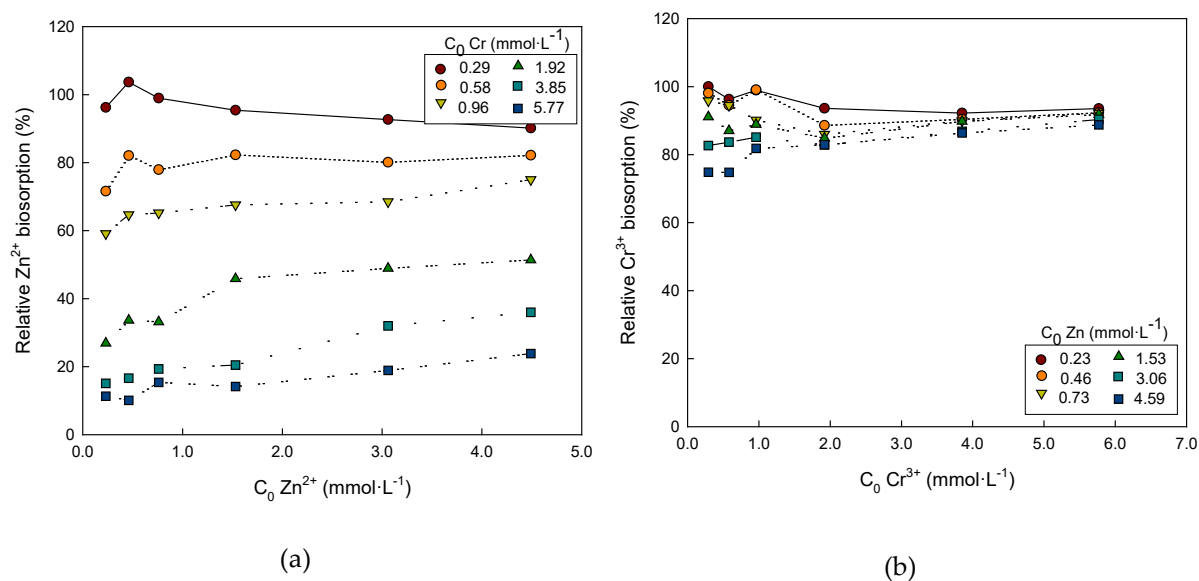 120
100
80
60
40
20
0
Relative Zn²⁺ biosorption (%)
0.0 1.0 2.0 3.0 4.0 5.0
C₀ Zn²⁺ (mmol·L⁻¹)
C₀ Cr (mmol·L⁻¹)
0.29 1.92
0.58 3.85
0.96 5.77
(a)
120
100
80
60
40
20
0
Relative Cr³⁺ biosorption (%)
0.0 1.0 2.0 3.0 4.0 5.0 6.0 7.0
C₀ Cr³⁺ (mmol·L⁻¹)
C₀ Zn (mmol·L⁻¹)
0.23 1.53
0.46 3.06
0.73 4.59
(b)